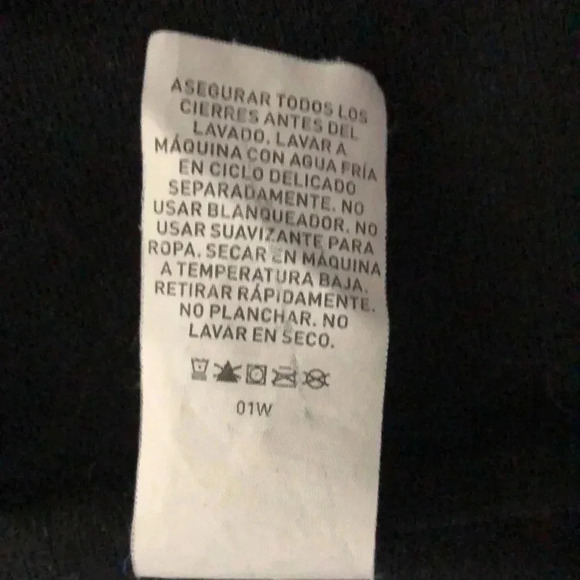 ASEGURAR TODOS LOS
CIERRES ANTES DEL
LAVADO. LAVAR A
MÁQUINA CON AGUA FRÍA
EN CICLO DELICADO
SEPARADAMENTE. NO
USAR BLANQUEADOR. NO
USAR SUAVIZANTE PARA
ROPA. SECAR EN MÁQUINA
A TEMPERATURA BAJA.
RETIRAR RÁPIDAMENTE.
NO PLANCHAR. NO
LAVAR EN SECO.
01W